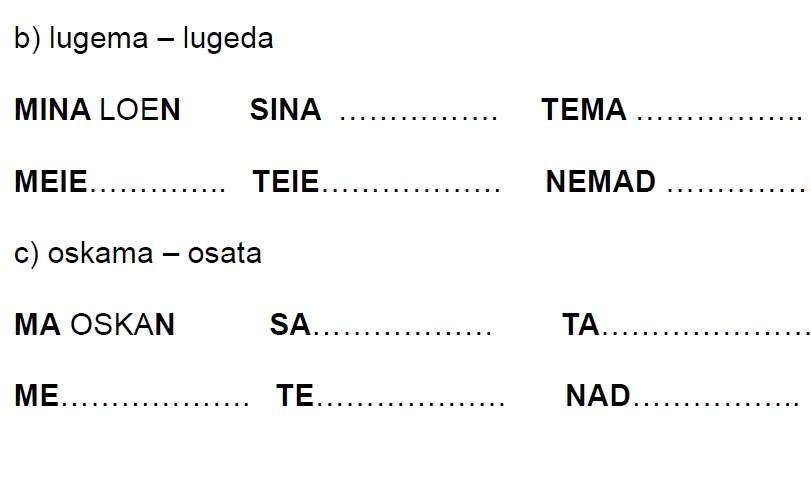 b) lugema – lugeda
MINA LOEN SINA ................ TEMA .................
MEIE.............. TEIE.................. NEMAD ..............
c) oskama – osata
MA OSKAN SA.................. TA.....................
ME................... TE................... NAD.................